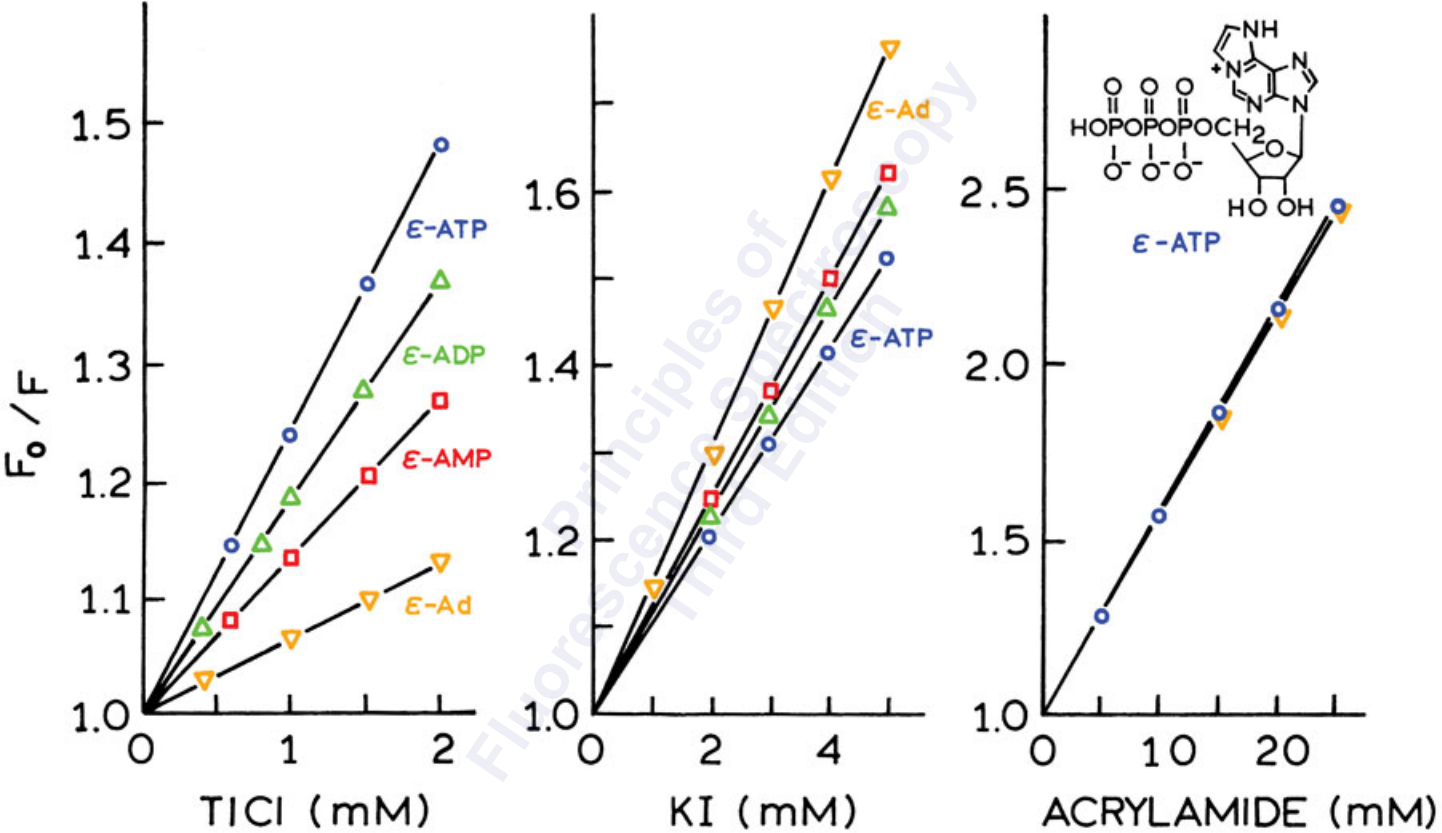 F₀/F
1.5
1.4
1.3
1.2
1.1
1.0
0
1
2
TlCl (mM)
ε-ATP
ε-ADP
ε-AMP
ε-Ad
1.6
1.4
1.2
1.0
0
2
4
KI (mM)
ε-Ad
ε-ATP
2.5
2.0
1.5
1.0
0
10
20
ACRYLAMIDE (mM)
NH
N
+N
N
N
O O O
HOPOPOPOCH₂
O⁻ O⁻ O⁻
O
HO OH
ε-ATP
Principles of
Fluorescence Spectroscopy
Third Edition